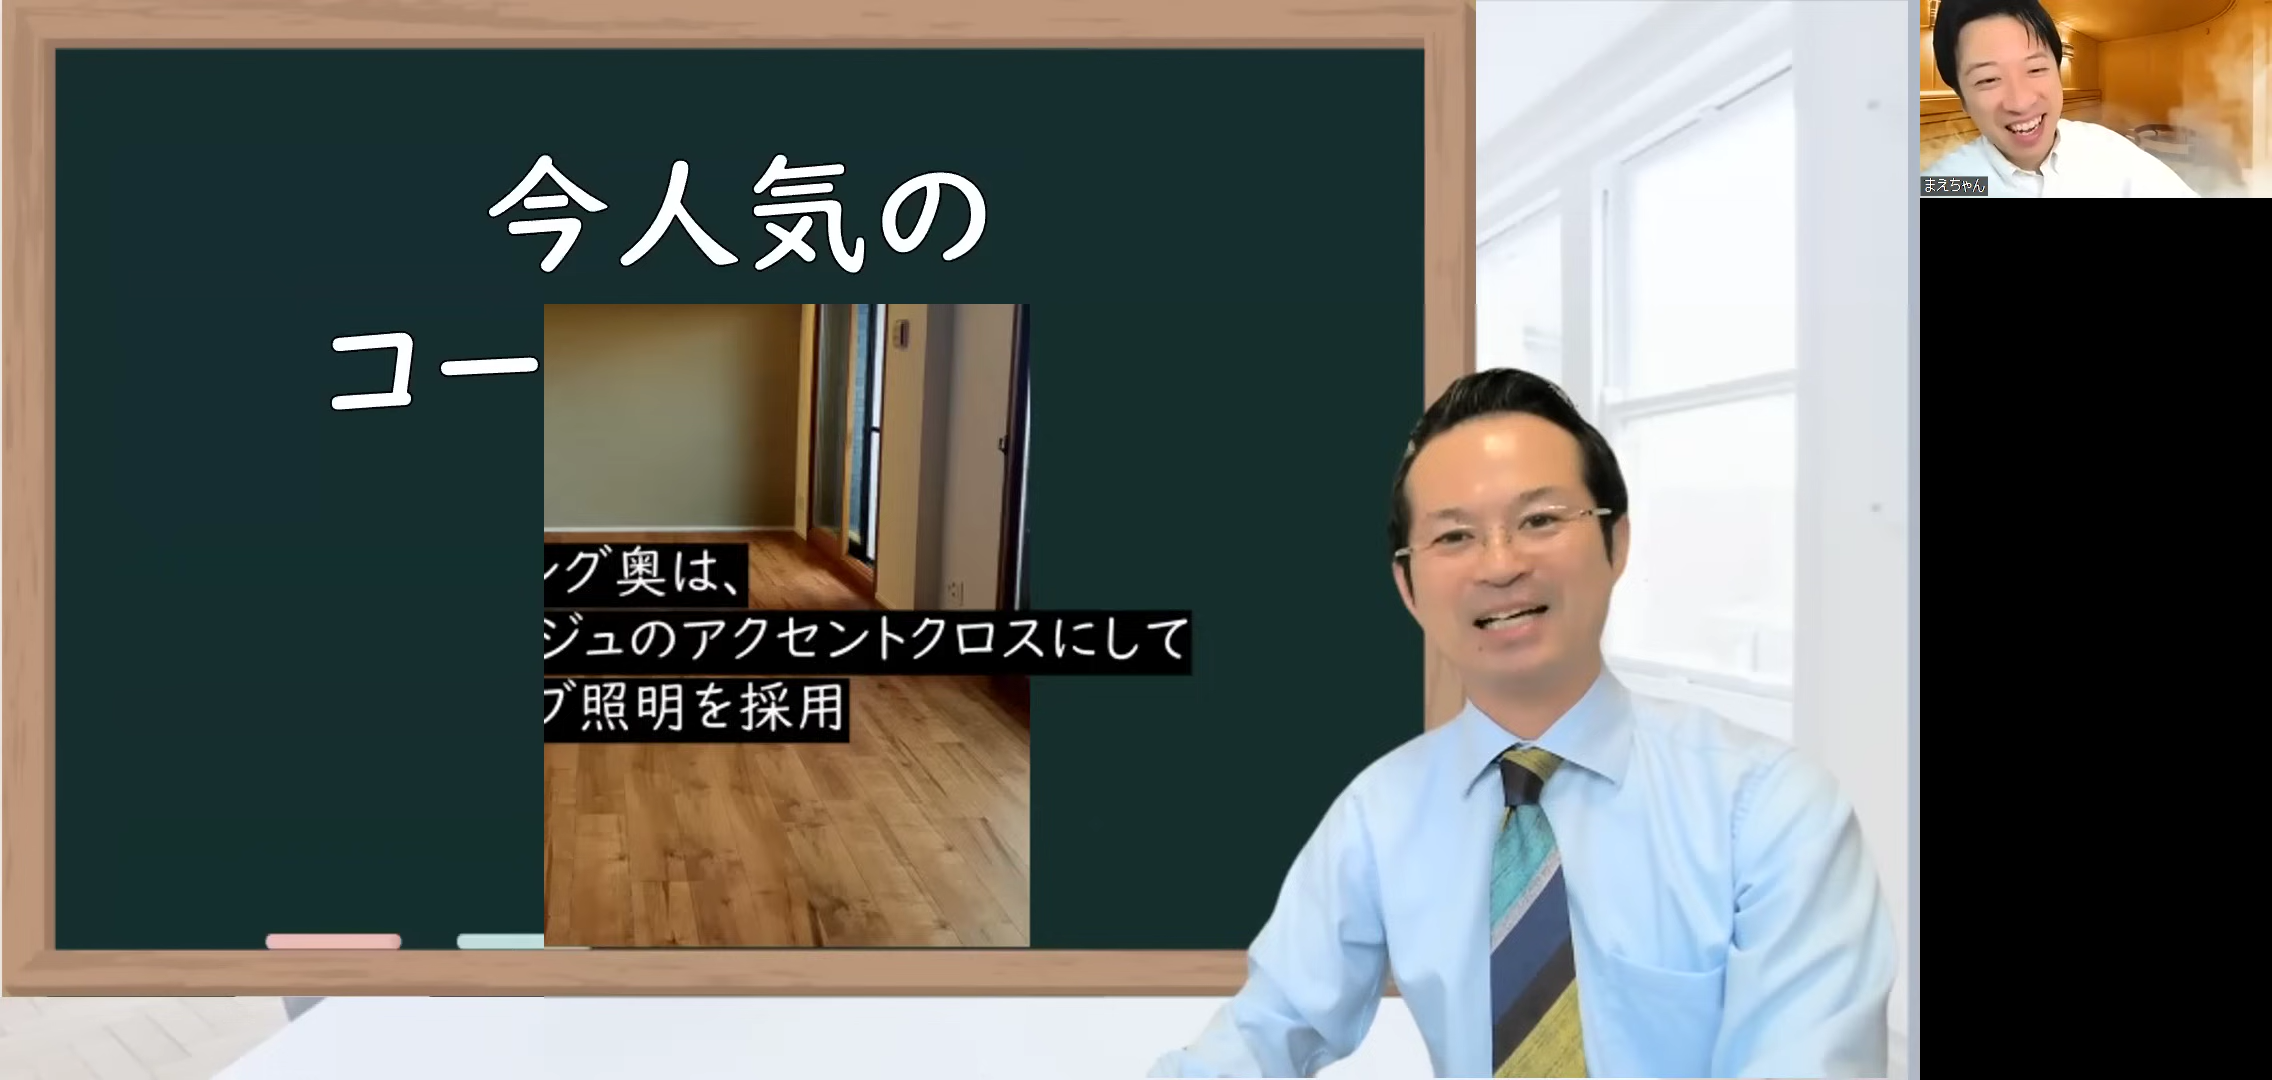 今人気の
コー
グ奥は、
ジュのアクセントクロスにして
ブ照明を採用
まえちゃん